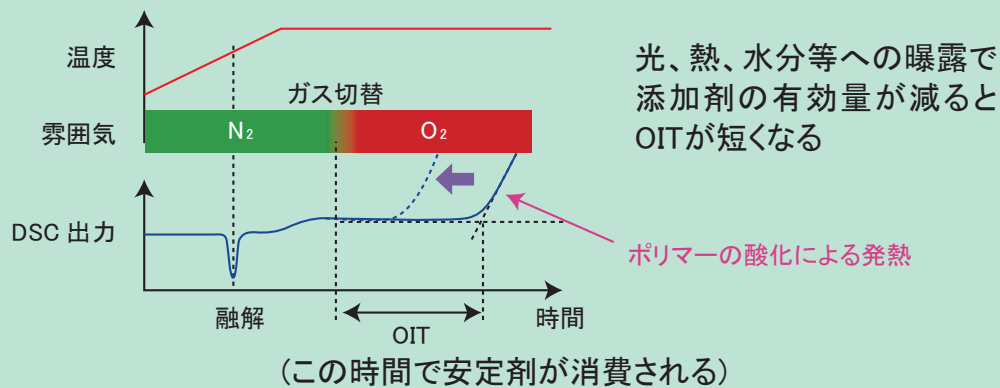 温度
ガス切替
雰囲気
N₂
O₂
光、熱、水分等への曝露で
添加剤の有効量が減ると
OITが短くなる
DSC 出力
ポリマーの酸化による発熱
融解
OIT
時間
(この時間で安定剤が消費される)